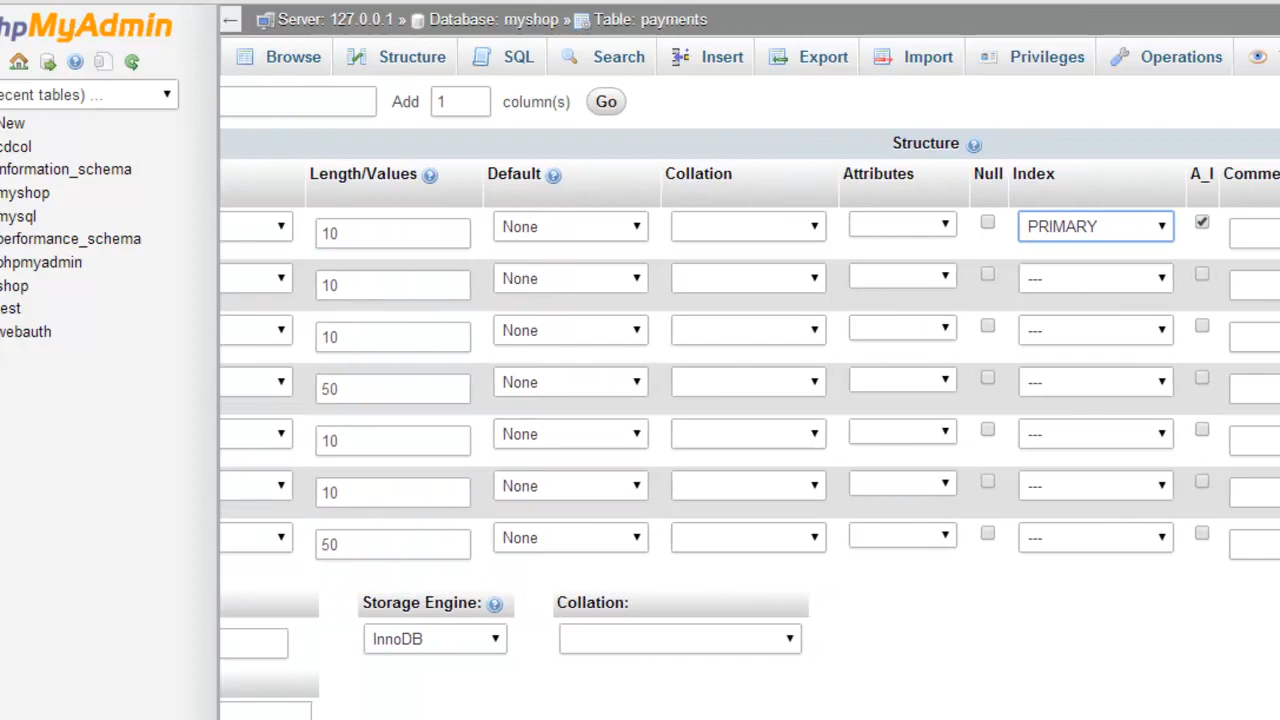 hpMyAdmin
← Server: 127.0.0.1 » Database: myshop » Table: payments
Browse Structure SQL Search Insert Export Import Privileges Operations
ecent tables) ...
Add 1 column(s) Go
New
cdcol
nformation_schema
myshop
mysql
performance_schema
phpmyadmin
shop
est
webauth
Structure
Length/Values Default Collation Attributes Null Index A_I Comme
10 None PRIMARY
10 None ---
10 None ---
50 None ---
10 None ---
10 None ---
50 None ---
Storage Engine: Collation:
InnoDB